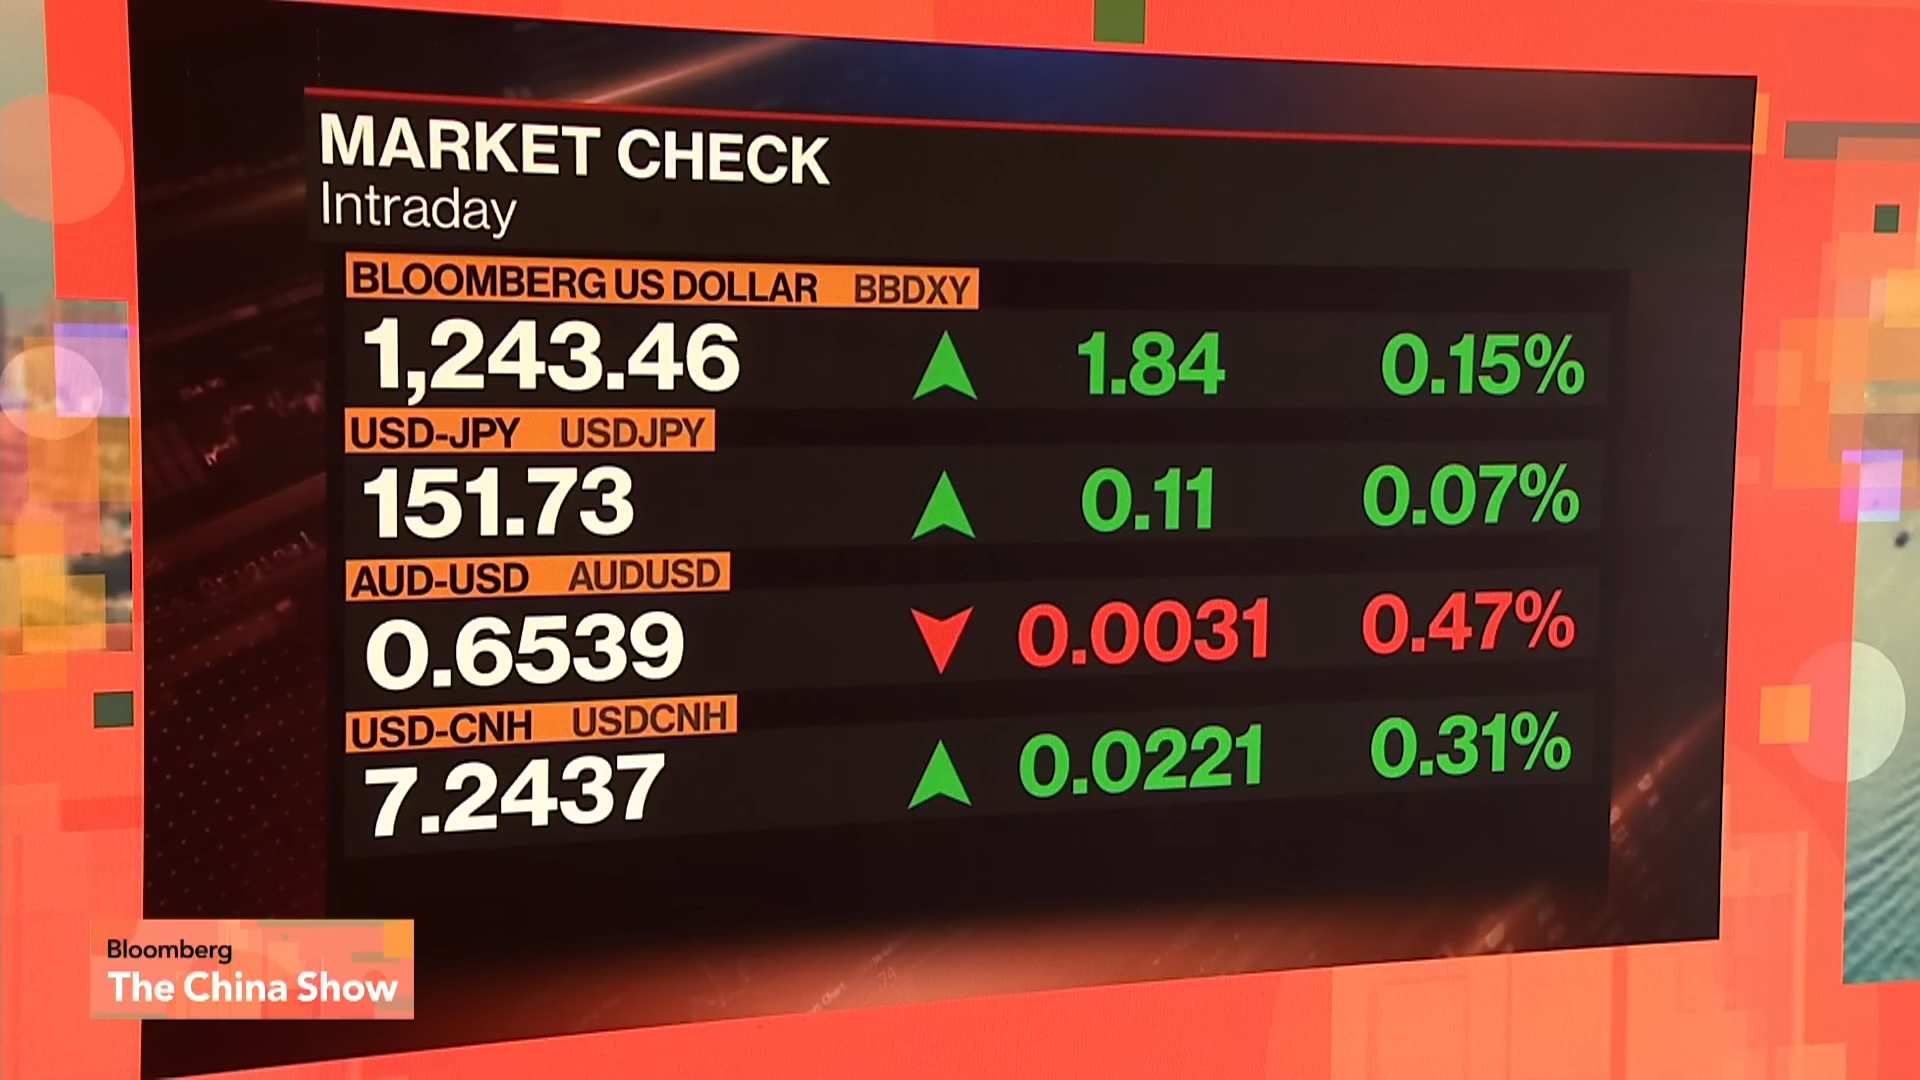 MARKET CHECK
Intraday
BLOOMBERG US DOLLAR BBDXY
1,243.46 1.84 0.15%
USD-JPY USDJPY
151.73 0.11 0.07%
AUD-USD AUDUSD
0.6539 0.0031 0.47%
USD-CNH USDCNH
7.2437 0.0221 0.31%
Bloomberg
The China Show